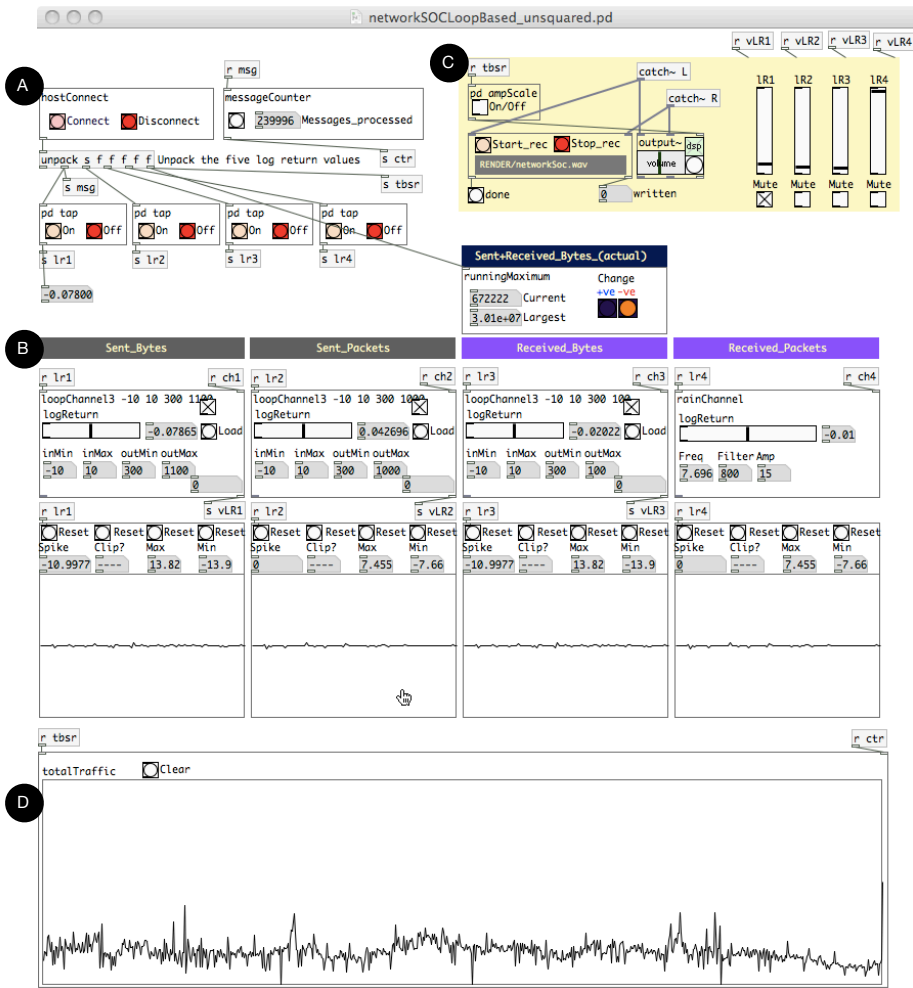 networkSOCLoopBased_unsquared.pd
r vLR1 r vLR2 r vLR3 r vLR4
A
r msg
C
r tbsr
catch~ L
lR1 lR2 lR3 lR4
hostConnect
messageCounter
pd ampScale
On/Off
catch~ R
Connect Disconnect
239996 Messages_processed
Start_rec Stop_rec
output~ dsp
unpack s f f f f f Unpack the five log return values
s ctr
RENDER/networkSoc.wav
volume
s msg
s tbsr
done
0 written
Mute Mute Mute Mute
pd tap pd tap pd tap pd tap
On Off On Off On Off On Off
s lr1 s lr2 s lr3 s lr4
Sent+Received_Bytes_(actual)
runningMaximum
Change
+ve -ve
-0.07800
672222 Current
3.01e+07 Largest
B
Sent_Bytes Sent_Packets Received_Bytes Received_Packets
r lr1 r ch1 r lr2 r ch2 r lr3 r ch3 r lr4 r ch4
loopChannel3 -10 10 300 1100
loopChannel3 -10 10 300 1000
loopChannel3 -10 10 300 100
rainChannel
logReturn logReturn logReturn logReturn
-0.07865 Load 0.042696 Load -0.02022 Load -0.01
inMin inMax outMin outMax inMin inMax outMin outMax inMin inMax outMin outMax Freq Filter Amp
-10 10 300 1100 -10 10 300 1000 -10 10 300 100 7.696 800 15
0 0 0
r lr1 s vLR1 r lr2 s vLR2 r lr3 s vLR3 r lr4
Reset Reset Reset Reset Reset Reset Reset Reset Reset Reset Reset Reset Reset Reset Reset Reset
Spike Clip? Max Min Spike Clip? Max Min Spike Clip? Max Min Spike Clip? Max Min
-10.9977 ---- 13.82 -13.9 0 ---- 7.455 -7.66 -10.9977 ---- 13.82 -13.9 0 ---- 7.455 -7.66
r tbsr r ctr
totalTraffic Clear
D